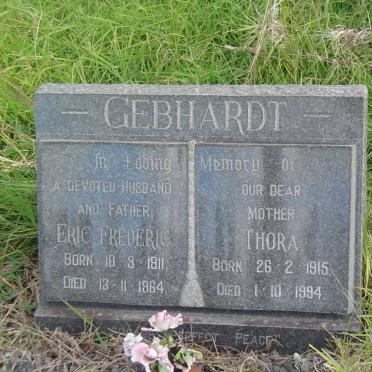 — GEBHARDT —
In Loving Memory of
A DEVOTED HUSBAND
AND FATHER,
ERIC FREDERIC
BORN 10·3·1911,
DIED 13·11·1964.
OUR DEAR
MOTHER
THORA
BORN 26·2·1915,
DIED 1·10·1994.
PEACE